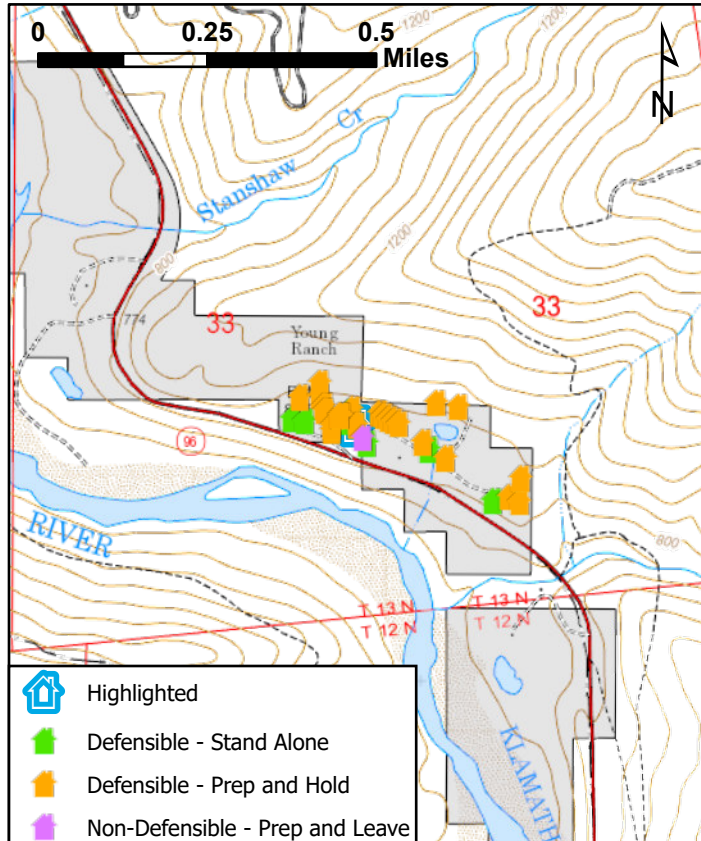 0 0.25 0.5
Miles
N
1200
Stanshaw Cr
1200
800
33
33
774
Young
Ranch
96
RIVER
800
T 13 N T 13 N
T 12 N T 12 N
KLAMATH
Highlighted
Defensible - Stand Alone
Defensible - Prep and Hold
Non-Defensible - Prep and Leave